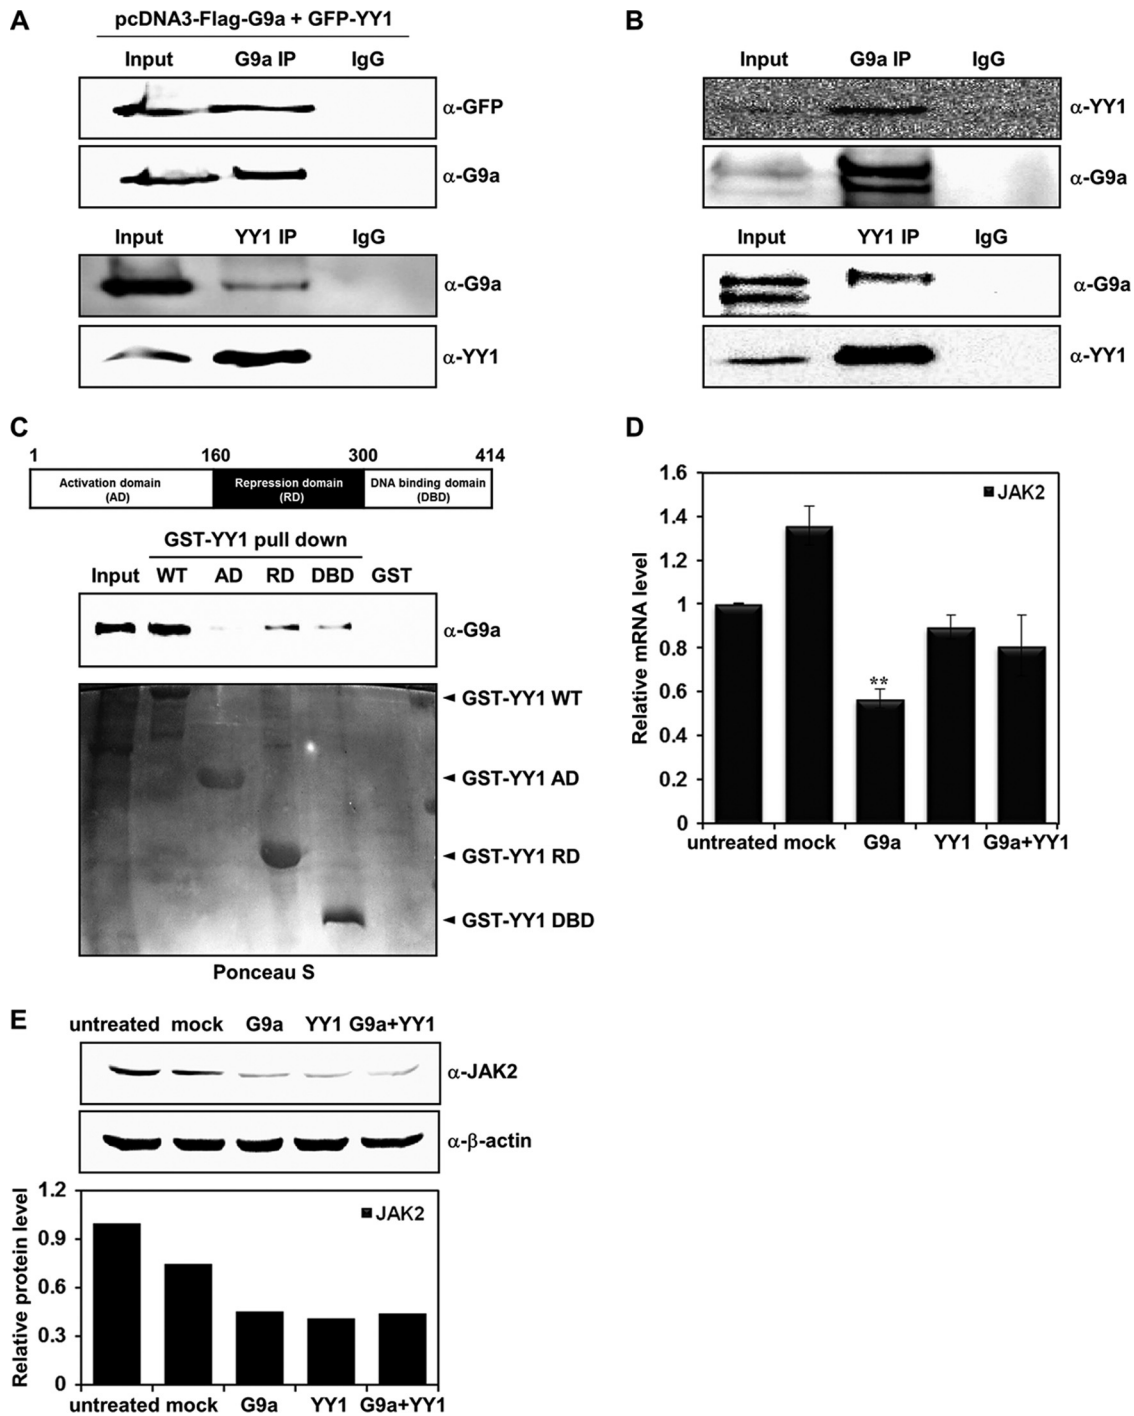 A
pcDNA3-Flag-G9a + GFP-YY1
Input G9a IP IgG
α-GFP
α-G9a
Input YY1 IP IgG
α-G9a
α-YY1
B
Input G9a IP IgG
α-YY1
α-G9a
Input YY1 IP IgG
α-G9a
α-YY1
C
1 160 300 414
Activation domain
(AD)
Repression domain
(RD)
DNA binding domain
(DBD)
GST-YY1 pull down
Input WT AD RD DBD GST
α-G9a
GST-YY1 WT
GST-YY1 AD
GST-YY1 RD
GST-YY1 DBD
Ponceau S
D
Relative mRNA level
1.6
1.4
1.2
1
0.8
0.6
0.4
0.2
0
JAK2
**
untreated mock G9a YY1 G9a+YY1
E
untreated mock G9a YY1 G9a+YY1
α-JAK2
α-β-actin
Relative protein level
1.2
0.9
0.6
0.3
0
JAK2
untreated mock G9a YY1 G9a+YY1